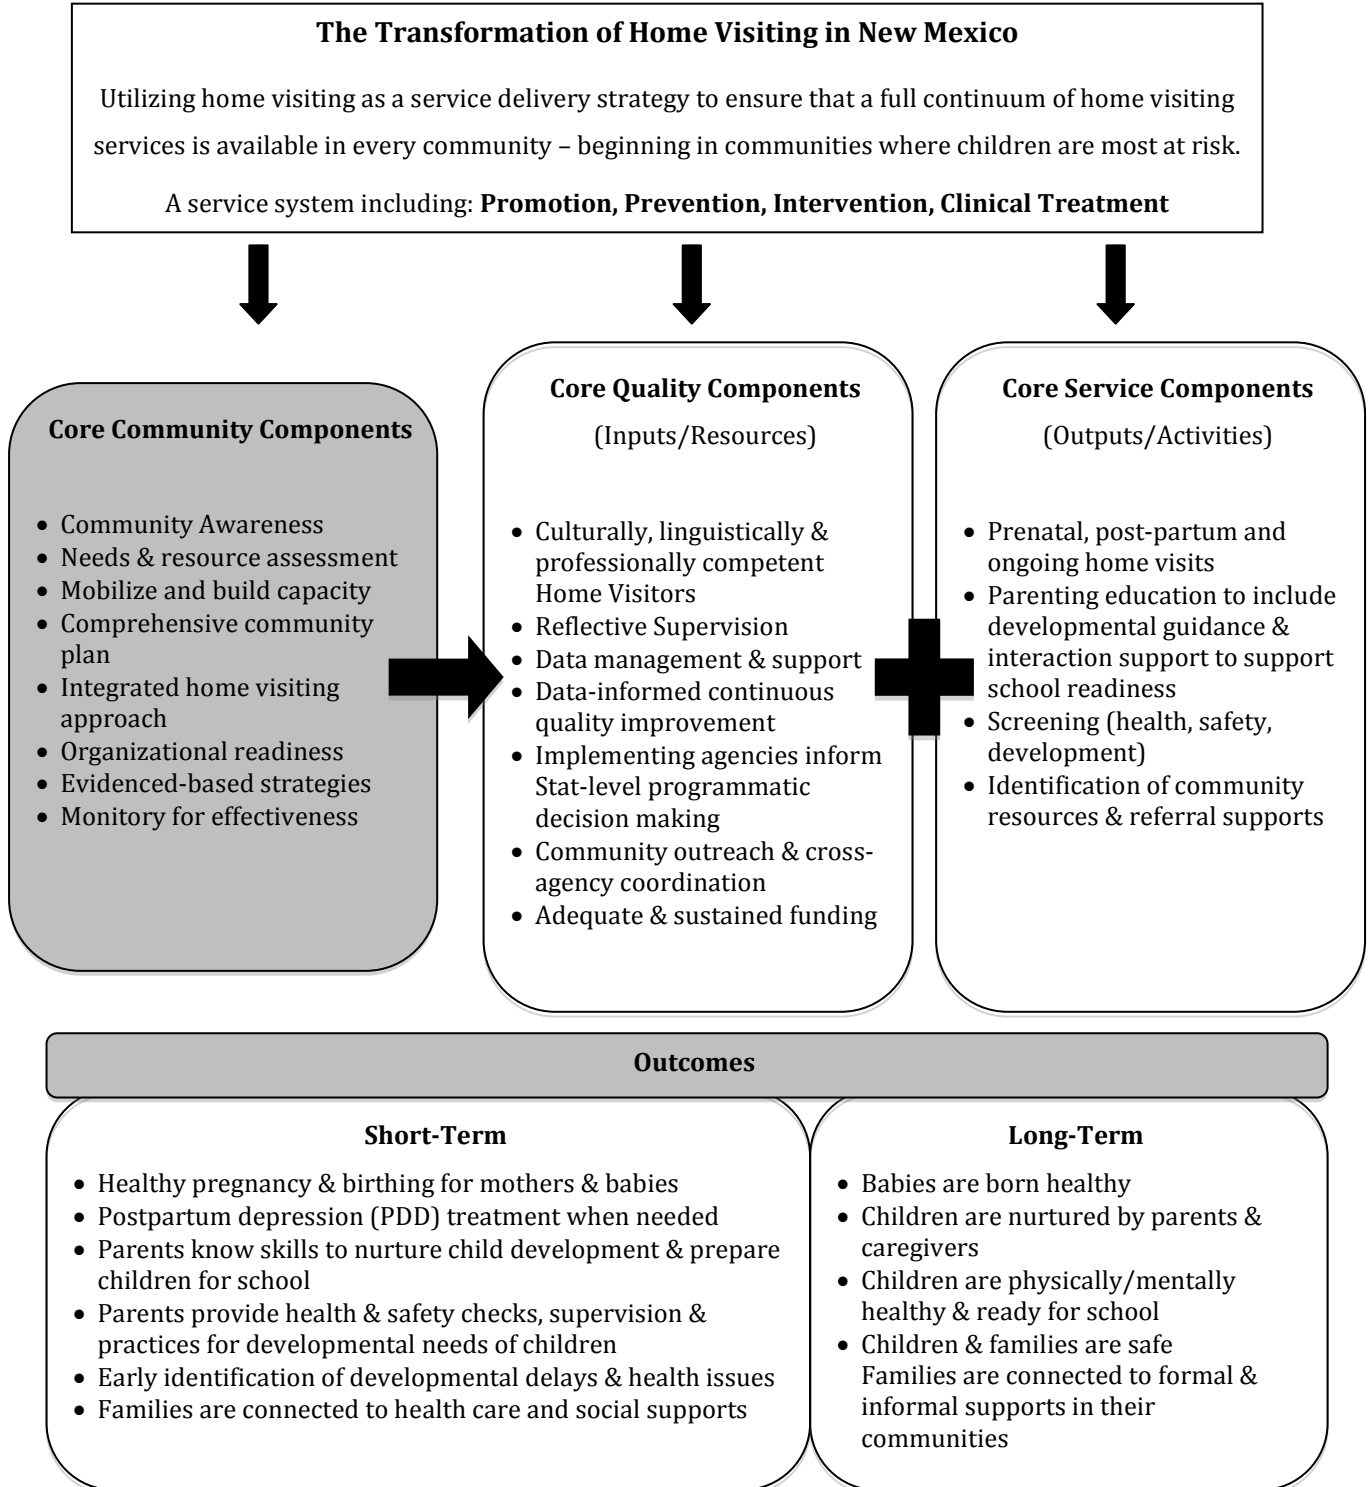 The Transformation of Home Visiting in New Mexico
Utilizing home visiting as a service delivery strategy to ensure that a full continuum of home visiting
services is available in every community – beginning in communities where children are most at risk.
A service system including: Promotion, Prevention, Intervention, Clinical Treatment
Core Community Components
• Community Awareness
• Needs & resource assessment
• Mobilize and build capacity
• Comprehensive community
plan
• Integrated home visiting
approach
• Organizational readiness
• Evidenced-based strategies
• Monitory for effectiveness
Core Quality Components
(Inputs/Resources)
• Culturally, linguistically &
professionally competent
Home Visitors
• Reflective Supervision
• Data management & support
• Data-informed continuous
quality improvement
• Implementing agencies inform
Stat-level programmatic
decision making
• Community outreach & cross-
agency coordination
• Adequate & sustained funding
Core Service Components
(Outputs/Activities)
• Prenatal, post-partum and
ongoing home visits
• Parenting education to include
developmental guidance &
interaction support to support
school readiness
• Screening (health, safety,
development)
• Identification of community
resources & referral supports
Outcomes
Short-Term
• Healthy pregnancy & birthing for mothers & babies
• Postpartum depression (PDD) treatment when needed
• Parents know skills to nurture child development & prepare
children for school
• Parents provide health & safety checks, supervision &
practices for developmental needs of children
• Early identification of developmental delays & health issues
• Families are connected to health care and social supports
Long-Term
• Babies are born healthy
• Children are nurtured by parents &
caregivers
• Children are physically/mentally
healthy & ready for school
• Children & families are safe
Families are connected to formal &
informal supports in their
communities